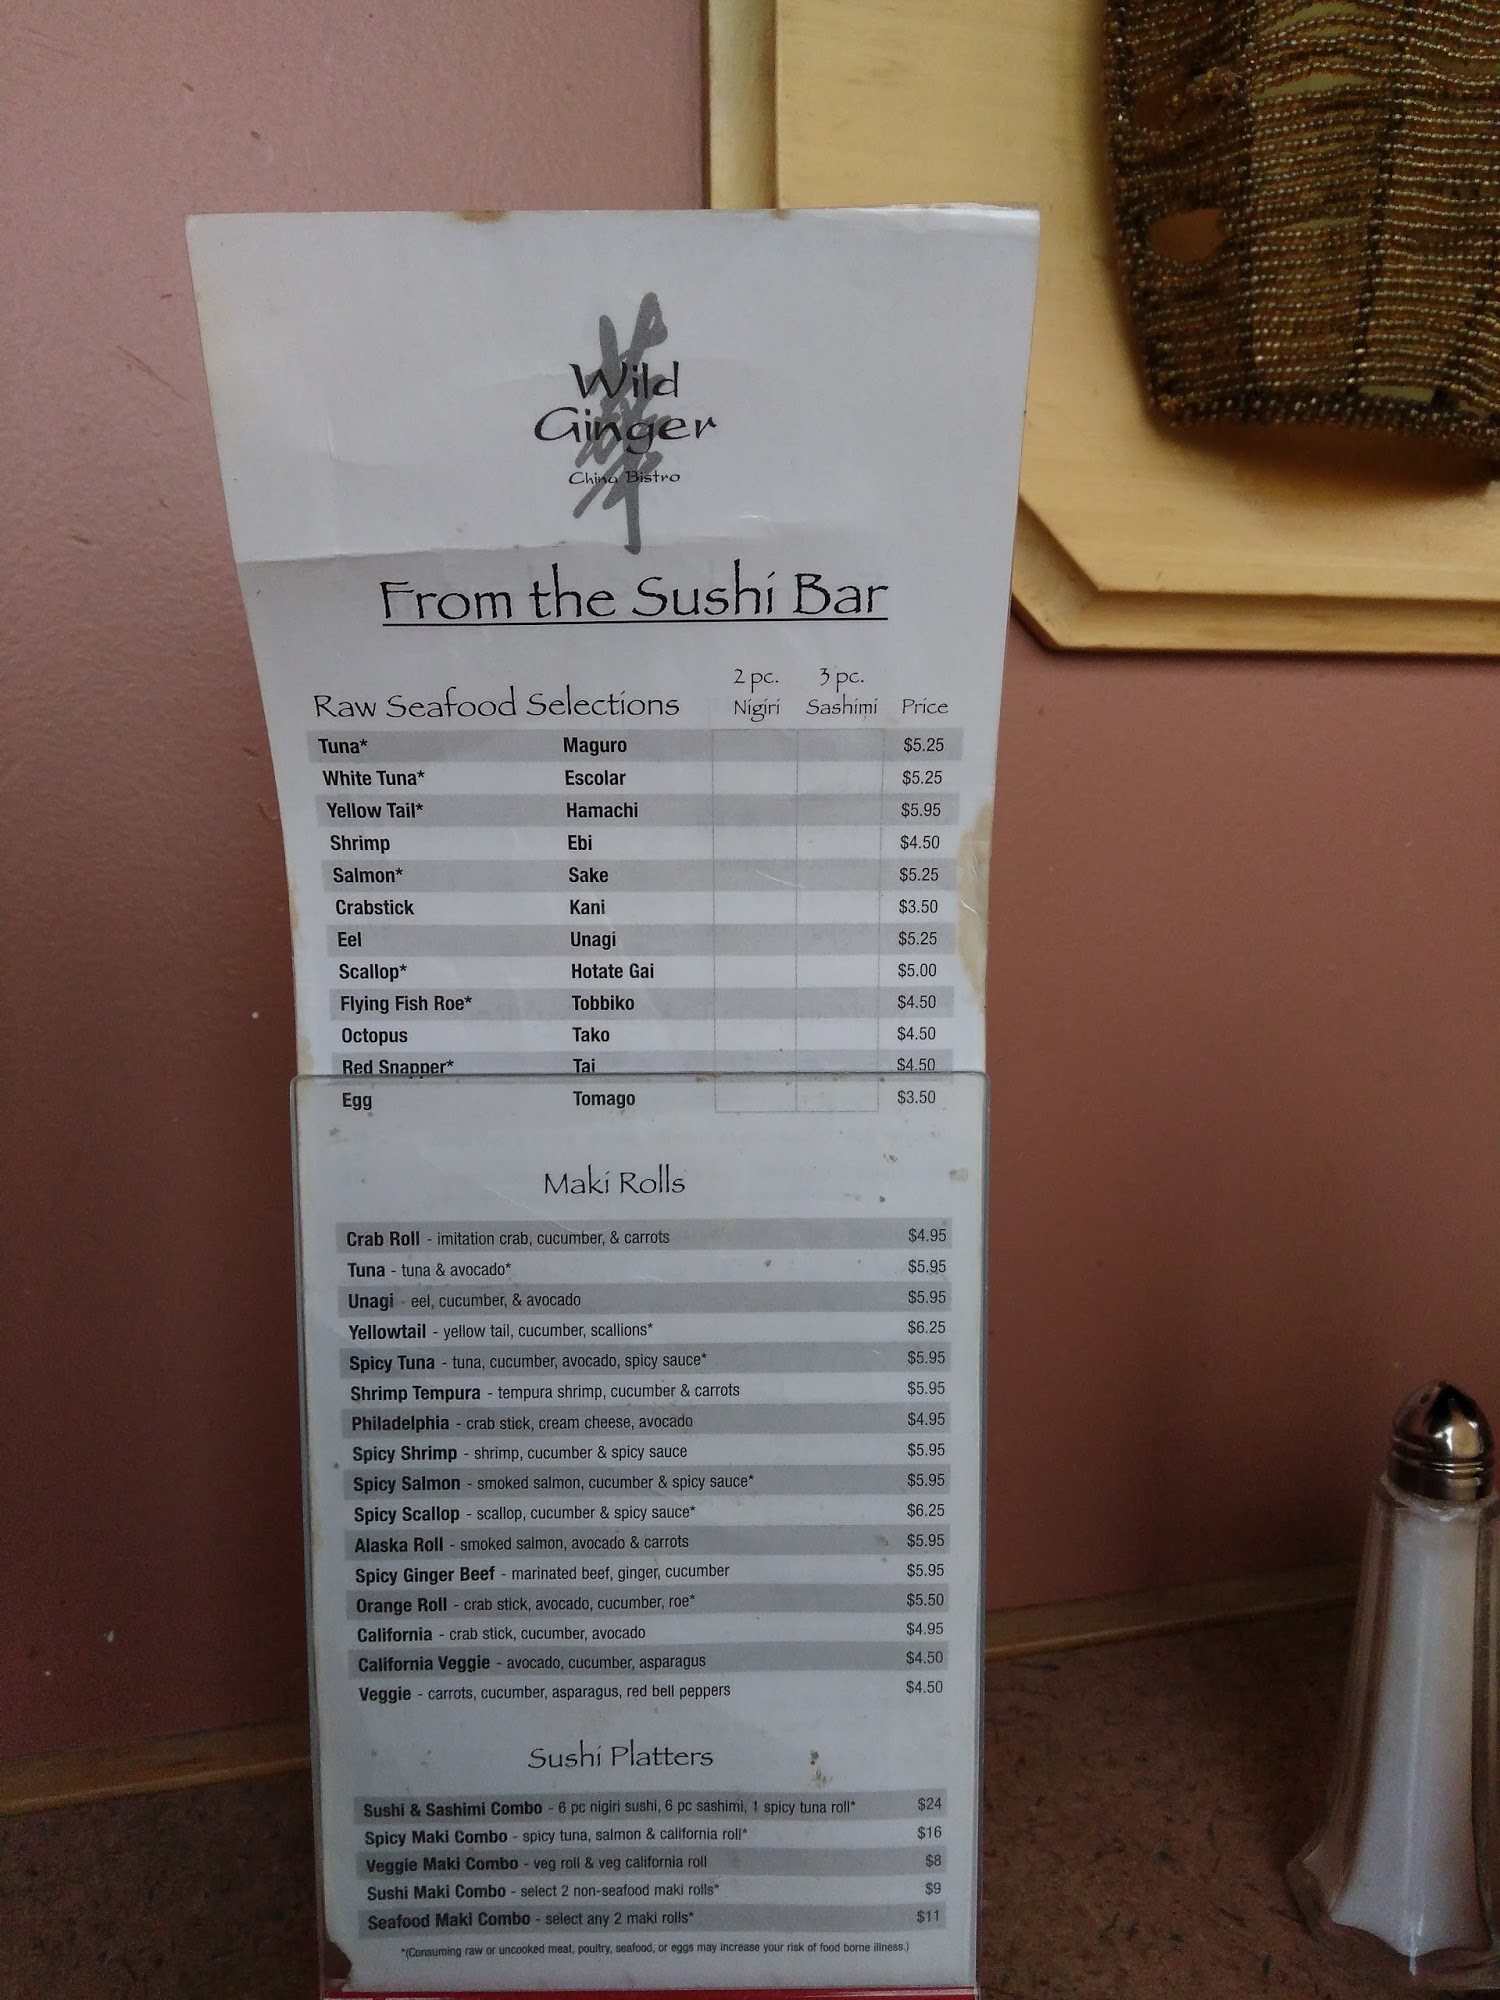 Wild
Ginger
China Bistro
From the Sushi Bar
2 pc. 3 pc.
Raw Seafood Selections Nigiri Sashimi Price
Tuna* Maguro $5.25
White Tuna* Escolar $5.25
Yellow Tail* Hamachi $5.95
Shrimp Ebi $4.50
Salmon* Sake $5.25
Crabstick Kani $3.50
Eel Unagi $5.25
Scallop* Hotate Gai $5.00
Flying Fish Roe* Tobbiko $4.50
Octopus Tako $4.50
Red Snapper* Tai $4.50
Egg Tomago $3.50
Maki Rolls
Crab Roll - imitation crab, cucumber, & carrots $4.95
Tuna - tuna & avocado* $5.95
Unagi - eel, cucumber, & avocado $5.95
Yellowtail - yellow tail, cucumber, scallions* $6.25
Spicy Tuna - tuna, cucumber, avocado, spicy sauce* $5.95
Shrimp Tempura - tempura shrimp, cucumber & carrots $5.95
Philadelphia - crab stick, cream cheese, avocado $4.95
Spicy Shrimp - shrimp, cucumber & spicy sauce $5.95
Spicy Salmon - smoked salmon, cucumber & spicy sauce* $5.95
Spicy Scallop - scallop, cucumber & spicy sauce* $6.25
Alaska Roll - smoked salmon, avocado & carrots $5.95
Spicy Ginger Beef - marinated beef, ginger, cucumber $5.95
Orange Roll - crab stick, avocado, cucumber, roe* $5.50
California - crab stick, cucumber, avocado $4.95
California Veggie - avocado, cucumber, asparagus $4.50
Veggie - carrots, cucumber, asparagus, red bell peppers $4.50
Sushi Platters
Sushi & Sashimi Combo - 6 pc nigiri sushi, 6 pc sashimi, 1 spicy tuna roll* $24
Spicy Maki Combo - spicy tuna, salmon & california roll* $16
Veggie Maki Combo - veg roll & veg california roll $8
Sushi Maki Combo - select 2 non-seafood maki rolls* $9
Seafood Maki Combo - select any 2 maki rolls* $11
*(Consuming raw or uncooked meat, poultry, seafood, or eggs may increase your risk of food borne illness.)